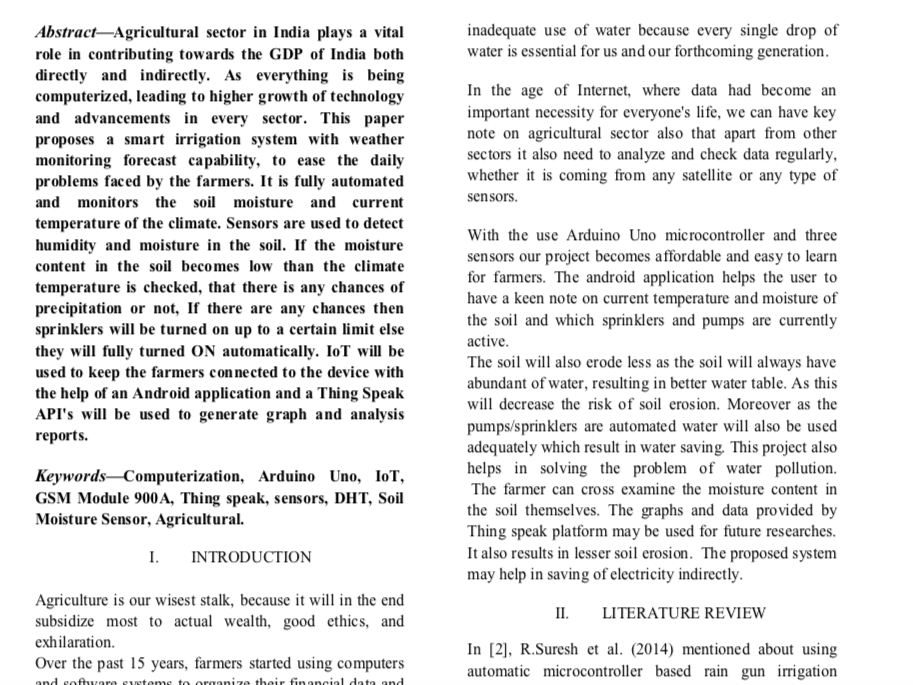 Abstract—Agricultural sector in India plays a vital
role in contributing towards the GDP of India both
directly and indirectly. As everything is being
computerized, leading to higher growth of technology
and advancements in every sector. This paper
proposes a smart irrigation system with weather
monitoring forecast capability, to ease the daily
problems faced by the farmers. It is fully automated
and monitors the soil moisture and current
temperature of the climate. Sensors are used to detect
humidity and moisture in the soil. If the moisture
content in the soil becomes low than the climate
temperature is checked, that there is any chances of
precipitation or not, If there are any chances then
sprinklers will be turned on up to a certain limit else
they will fully turned ON automatically. IoT will be
used to keep the farmers connected to the device with
the help of an Android application and a Thing Speak
API's will be used to generate graph and analysis
reports.
Keywords—Computerization, Arduino Uno, IoT,
GSM Module 900A, Thing speak, sensors, DHT, Soil
Moisture Sensor, Agricultural.
I. INTRODUCTION
Agriculture is our wisest stalk, because it will in the end
subsidize most to actual wealth, good ethics, and
exhilaration.
Over the past 15 years, farmers started using computers
and software systems to organize their financial data and
inadequate use of water because every single drop of
water is essential for us and our forthcoming generation.
In the age of Internet, where data had become an
important necessity for everyone's life, we can have key
note on agricultural sector also that apart from other
sectors it also need to analyze and check data regularly,
whether it is coming from any satellite or any type of
sensors.
With the use Arduino Uno microcontroller and three
sensors our project becomes affordable and easy to learn
for farmers. The android application helps the user to
have a keen note on current temperature and moisture of
the soil and which sprinklers and pumps are currently
active.
The soil will also erode less as the soil will always have
abundant of water, resulting in better water table. As this
will decrease the risk of soil erosion. Moreover as the
pumps/sprinklers are automated water will also be used
adequately which result in water saving. This project also
helps in solving the problem of water pollution.
The farmer can cross examine the moisture content in
the soil themselves. The graphs and data provided by
Thing speak platform may be used for future researches.
It also results in lesser soil erosion. The proposed system
may help in saving of electricity indirectly.
II. LITERATURE REVIEW
In [2], R.Suresh et al. (2014) mentioned about using
automatic microcontroller based rain gun irrigation